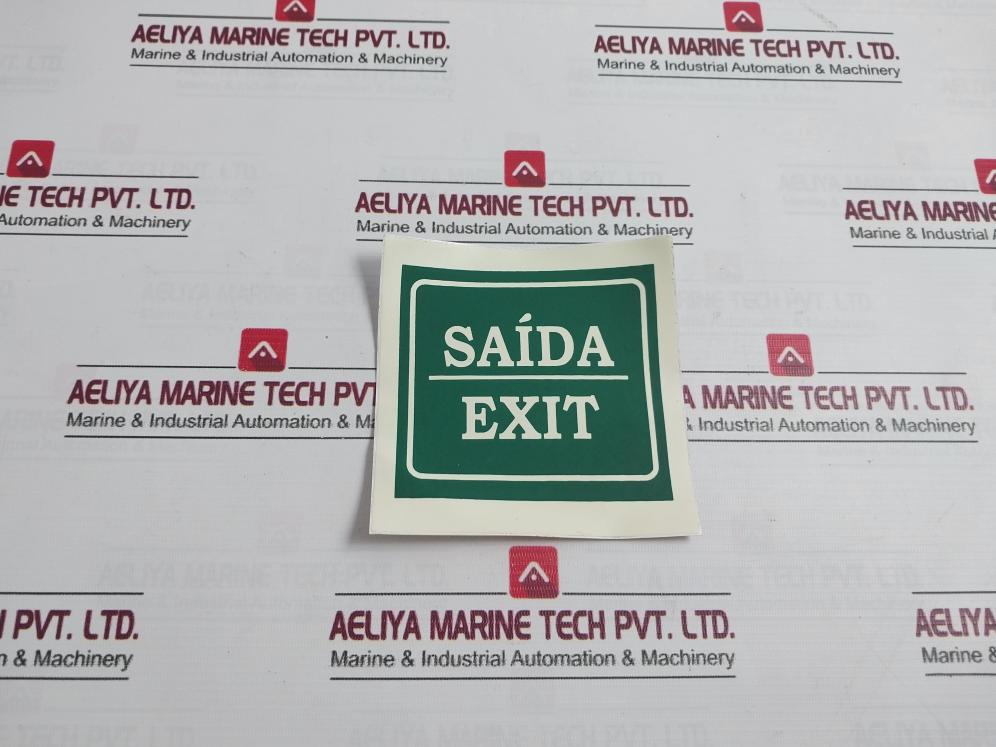 AELIYA MARINE TECH PVT. LTD.
Marine & Industrial Automation & Machinery
AELIYA MARINE TECH PVT. LTD.
Marine & Industrial Automation & Machinery
NE TECH PVT. LTD.
Automation & Machinery
AELIYA MARINE TECH PVT. LTD.
Marine & Industrial Automation & Machinery
AELIYA MARINE
Marine & Industrial
SAÍDA
EXIT
AELIYA MARINE TECH PVT
Marine & Industrial Automation & Ma
MARINE TECH PVT. LTD.
& Industrial Automation & Machinery
PVT. LTD.
& Machinery
AELIYA MARINE TECH PVT. LTD.
Marine & Industrial Automation & Machinery
AELIYA
Marine &